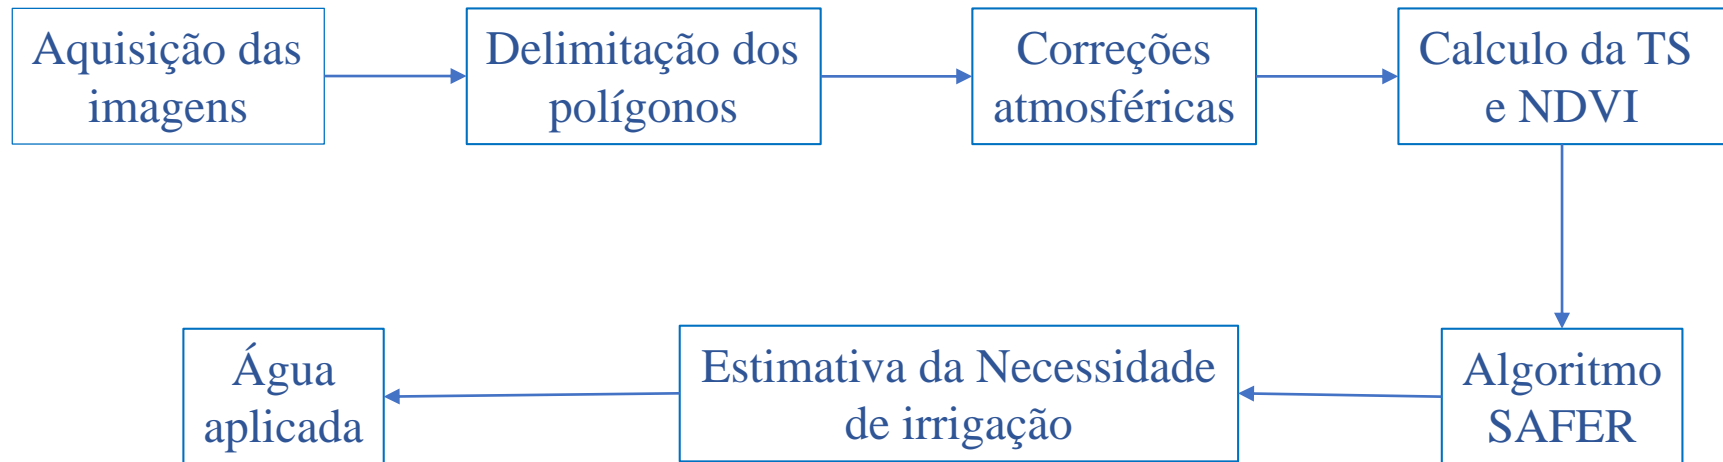 Aquisição das
imagens
Delimitação dos
polígonos
Correções
atmosféricas
Calculo da TS
e NDVI
Algoritmo
SAFER
Estimativa da Necessidade
de irrigação
Água
aplicada